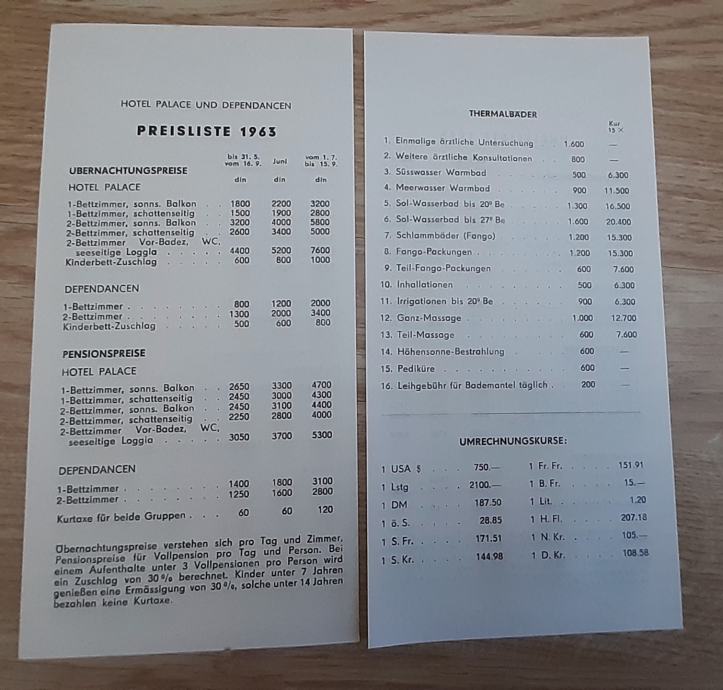 HOTEL PALACE UND DEPENDANCEN
PREISLISTE 1963
bis 31. 5. Juni vom 1. 7.
vom 16. 9. bis 15. 9.
ÜBERNACHTUNGSPREISE
din din din
HOTEL PALACE
1-Bettzimmer, sonns. Balkon . . 1800 2200 3200
1-Bettzimmer, schattenseitig . . 1500 1900 2800
2-Bettzimmer, sonns. Balkon . . 3200 4000 5800
2-Bettzimmer, schattenseitig . . 2600 3400 5000
2-Bettzimmer Vor-Badez, WC,
seeseitige Loggia . . . . . 4400 5200 7600
Kinderbett-Zuschlag . . . . . 600 800 1000
DEPENDANCEN
1-Bettzimmer . . . . . . . . 800 1200 2000
2-Bettzimmer . . . . . . . . 1300 2000 3400
Kinderbett-Zuschlag . . . . . 500 600 800
PENSIONSPREISE
HOTEL PALACE
1-Bettzimmer, sonns. Balkon . . 2650 3300 4700
1-Bettzimmer, schattenseitig . . 2450 3000 4300
2-Bettzimmer, sonns. Balkon . . 2450 3100 4400
2-Bettzimmer, schattenseitig . . 2250 2800 4000
2-Bettzimmer Vor-Badez, WC,
seeseitige Loggia . . . . . 3050 3700 5300
DEPENDANCEN
1-Bettzimmer . . . . . . . . 1400 1800 3100
2-Bettzimmer . . . . . . . . 1250 1600 2800
Kurtaxe für beide Gruppen . . . 60 60 120
Übernachtungspreise verstehen sich pro Tag und Zimmer,
Pensionspreise für Vollpension pro Tag und Person. Bei
einem Aufenthalte unter 3 Vollpensionen pro Person wird
ein Zuschlag von 30% berechnet. Kinder unter 7 Jahren
genießen eine Ermässigung von 30%, solche unter 14 Jahren
bezahlen keine Kurtaxe.
THERMALBÄDER
Kur
15 ×
1. Einmalige ärztliche Untersuchung 1.600 —
2. Weitere ärztliche Konsultationen 800 —
3. Süsswasser Warmbad . . . . 500 6.300
4. Meerwasser Warmbad . . . . 900 11.500
5. Sol-Wasserbad bis 20° Be . . . 1.300 16.500
6. Sol-Wasserbad bis 27° Be . . . 1.600 20.400
7. Schlammbäder (Fango) . . . . 1.200 15.300
8. Fango-Packungen . . . . . 1.200 15.300
9. Teil-Fango-Packungen . . . . 600 7.600
10. Inhallationen . . . . . . 500 6.300
11. Irrigationen bis 20° Be . . . . 900 6.300
12. Ganz-Massage . . . . . . 1.000 12.700
13. Teil-Massage . . . . . . 600 7.600
14. Höhensonne-Bestrahlung . . . 600 —
15. Pediküre . . . . . . . . 600 —
16. Leihgebühr für Bademantel täglich . 200 —
UMRECHNUNGSKURSE:
1 USA $ . . . 750.— 1 Fr. Fr. . . . . 151.91
1 Lstg . . . . 2100.— 1 B. Fr. . . . . 15.—
1 DM . . . . 187.50 1 Lit. . . . . . 1.20
1 ö. S. . . . . 28.85 1 H. Fl. . . . . 207.18
1 S. Fr. . . . . 171.51 1 N. Kr. . . . . 105.—
1 S. Kr. . . . . 144.98 1 D. Kr. . . . . 108.58